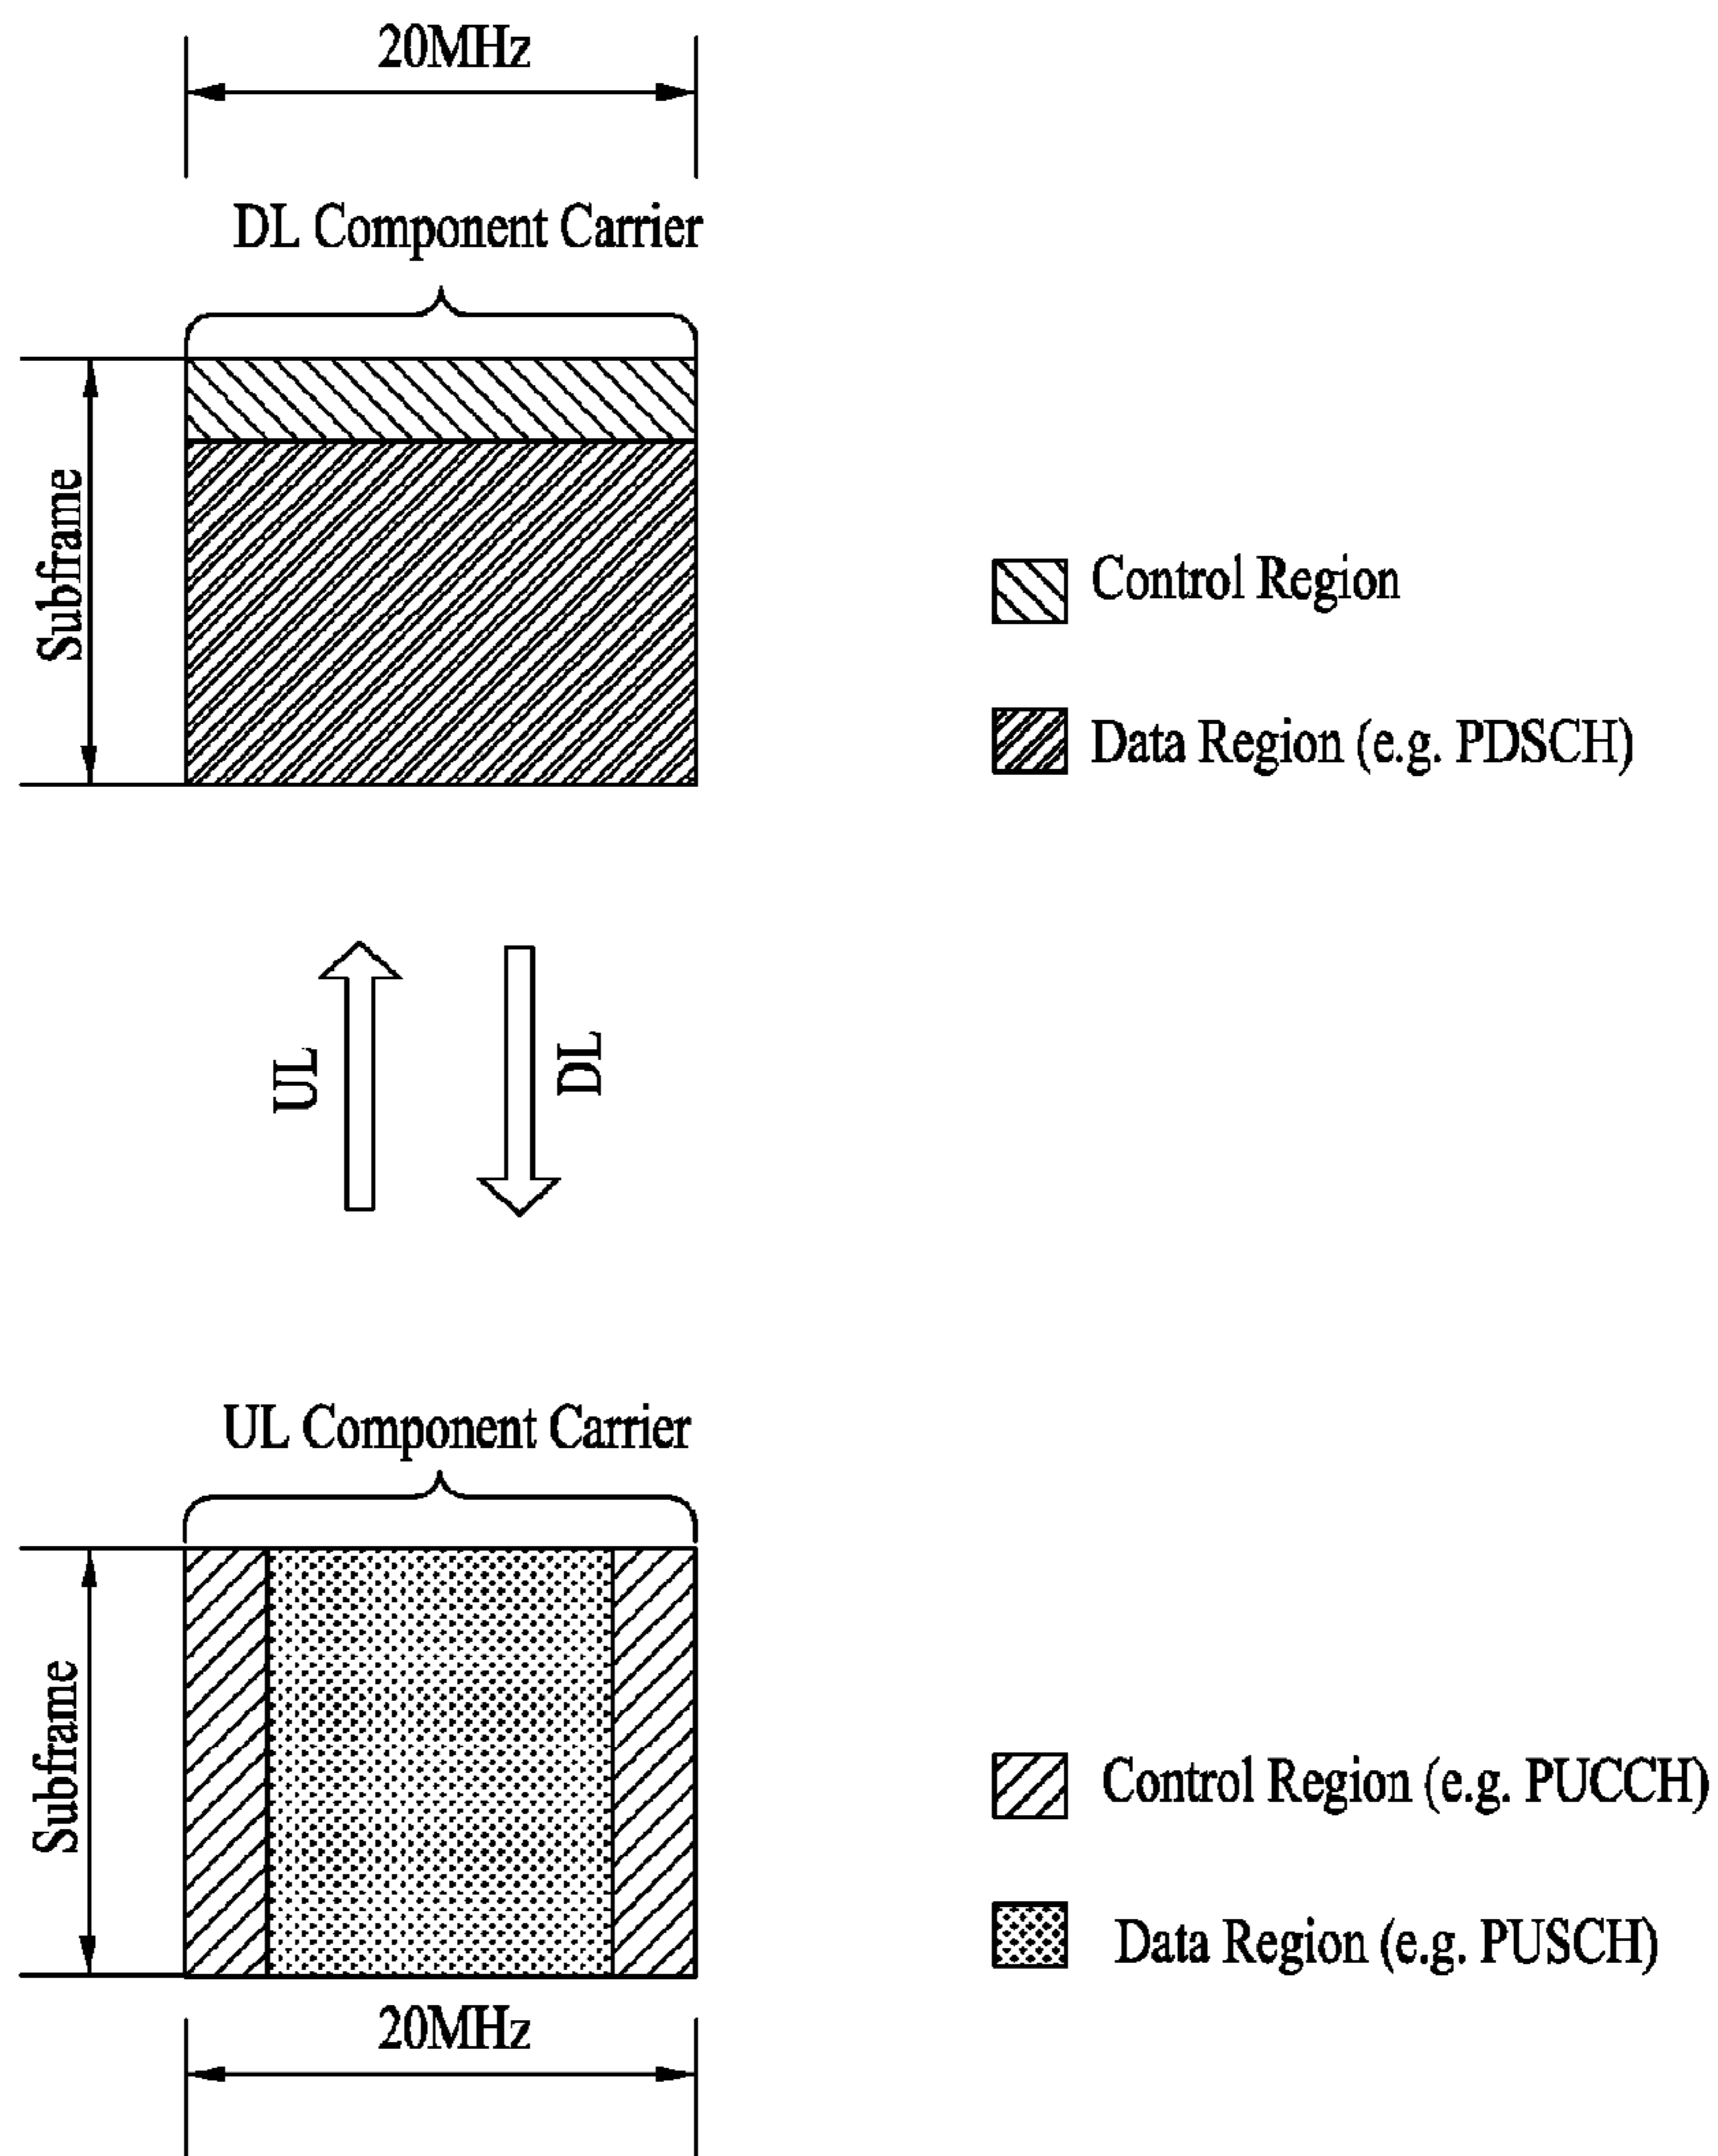 20MHz
DL Component Carrier
Subframe
Control Region
Data Region (e.g. PDSCH)
UL
DL
UL Component Carrier
Subframe
Control Region (e.g. PUCCH)
Data Region (e.g. PUSCH)
20MHz